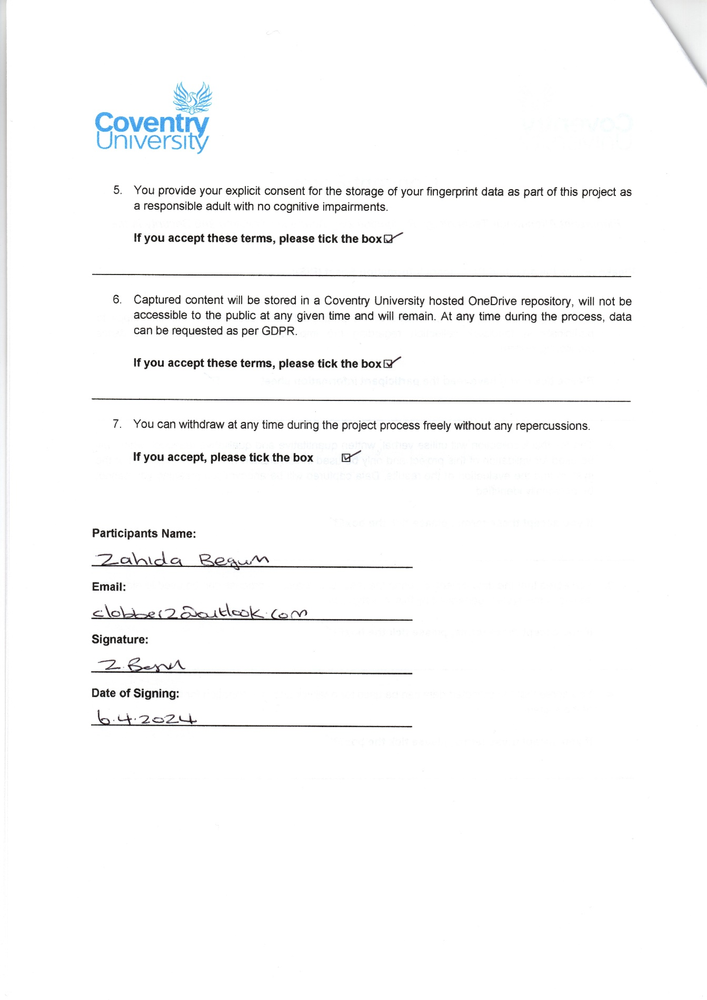 Coventry
University
5. You provide your explicit consent for the storage of your fingerprint data as part of this project as
a responsible adult with no cognitive impairments.
If you accept these terms, please tick the box
6. Captured content will be stored in a Coventry University hosted OneDrive repository, will not be
accessible to the public at any given time and will remain. At any time during the process, data
can be requested as per GDPR.
If you accept these terms, please tick the box
7. You can withdraw at any time during the project process freely without any repercussions.
If you accept, please tick the box
Participants Name:
Zahida Begum
Email:
clobber2@outlook.com
Signature:
Z. Begum
Date of Signing:
6.4.2024